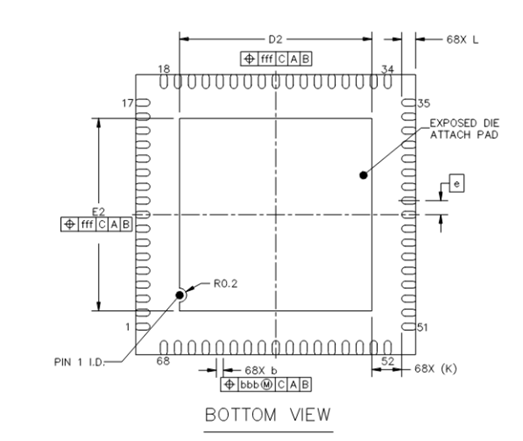 D2
68X L
⌖ fff C A B
18
34
17
35
EXPOSED DIE
ATTACH PAD
e
E2
⌖ fff C A B
R0.2
1
51
PIN 1 I.D.
68
52
68X b
68X (K)
⌖ bbb Ⓜ C A B
BOTTOM VIEW